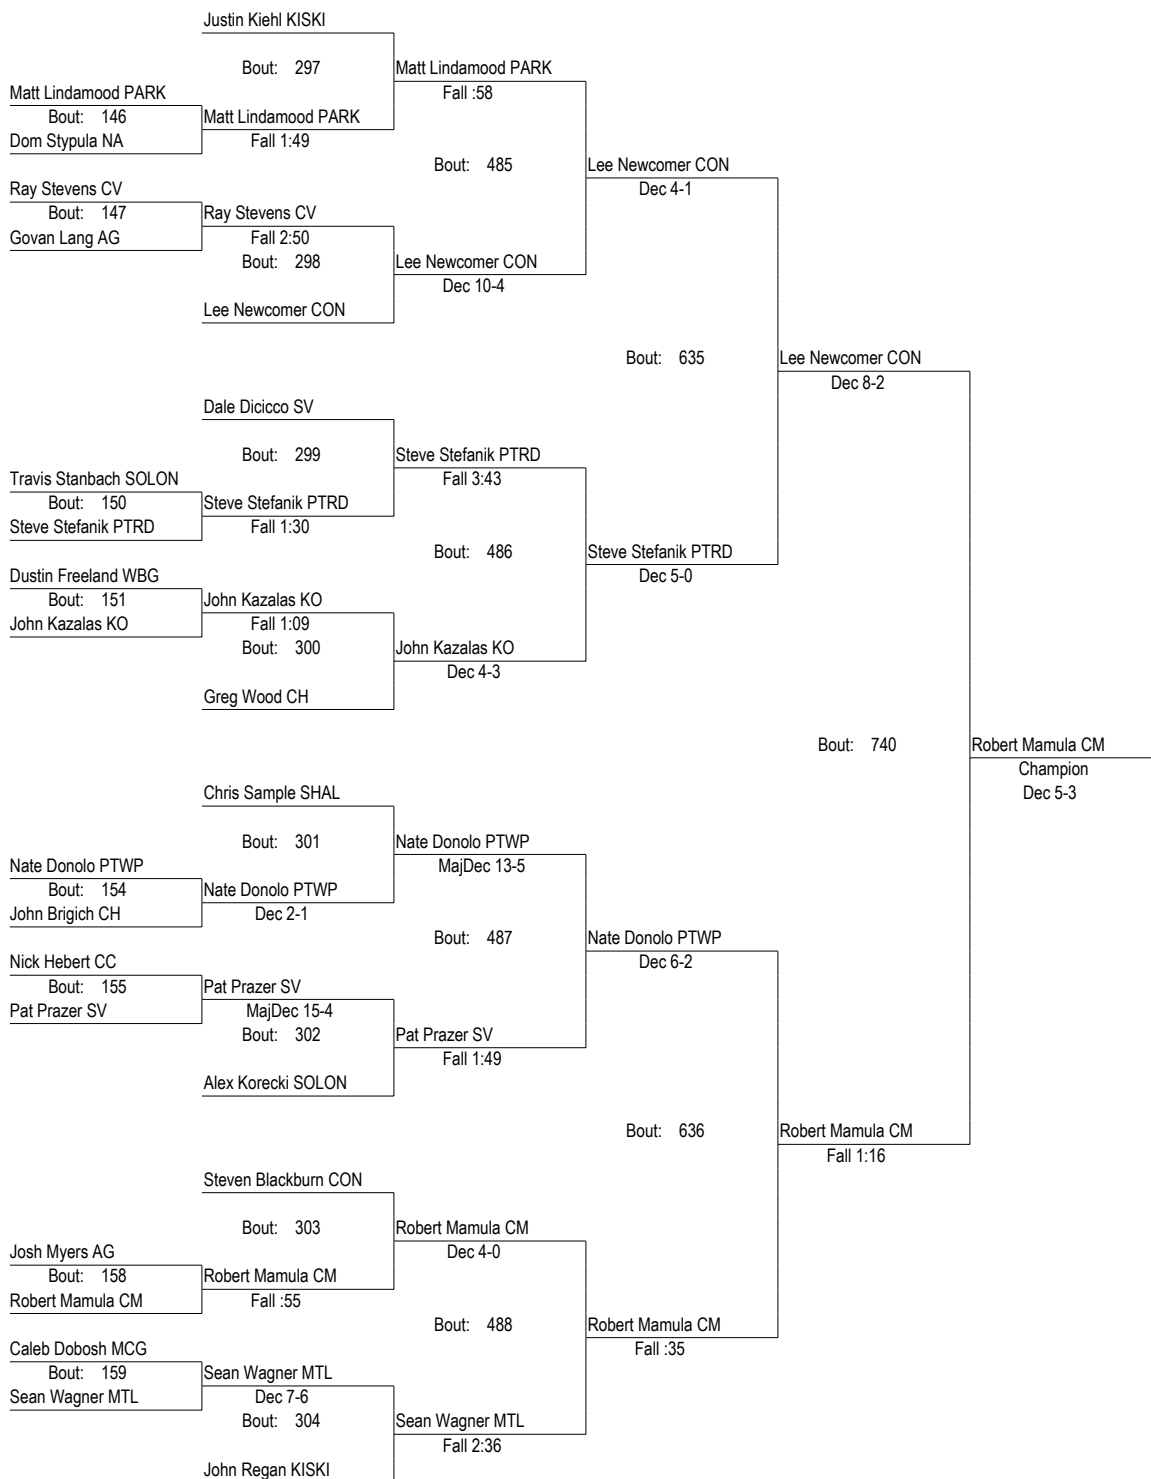 Justin Kiehl KISKI
Bout: 297
Matt Lindamood PARK
Fall :58
Matt Lindamood PARK
Bout: 146
Matt Lindamood PARK
Dom Stypula NA
Fall 1:49
Bout: 485
Lee Newcomer CON
Dec 4-1
Ray Stevens CV
Bout: 147
Ray Stevens CV
Govan Lang AG
Fall 2:50
Bout: 298
Lee Newcomer CON
Dec 10-4
Lee Newcomer CON
Bout: 635
Lee Newcomer CON
Dec 8-2
Dale Dicicco SV
Bout: 299
Steve Stefanik PTRD
Fall 3:43
Travis Stanbach SOLON
Bout: 150
Steve Stefanik PTRD
Steve Stefanik PTRD
Fall 1:30
Bout: 486
Steve Stefanik PTRD
Dec 5-0
Dustin Freeland WBG
Bout: 151
John Kazalas KO
John Kazalas KO
Fall 1:09
Bout: 300
John Kazalas KO
Dec 4-3
Greg Wood CH
Bout: 740
Robert Mamula CM
Champion
Dec 5-3
Chris Sample SHAL
Bout: 301
Nate Donolo PTWP
MajDec 13-5
Nate Donolo PTWP
Bout: 154
Nate Donolo PTWP
John Brigich CH
Dec 2-1
Bout: 487
Nate Donolo PTWP
Dec 6-2
Nick Hebert CC
Bout: 155
Pat Prazer SV
Pat Prazer SV
MajDec 15-4
Bout: 302
Pat Prazer SV
Fall 1:49
Alex Korecki SOLON
Bout: 636
Robert Mamula CM
Fall 1:16
Steven Blackburn CON
Bout: 303
Robert Mamula CM
Dec 4-0
Josh Myers AG
Bout: 158
Robert Mamula CM
Robert Mamula CM
Fall :55
Bout: 488
Robert Mamula CM
Fall :35
Caleb Dobosh MCG
Bout: 159
Sean Wagner MTL
Sean Wagner MTL
Dec 7-6
Bout: 304
Sean Wagner MTL
Fall 2:36
John Regan KISKI